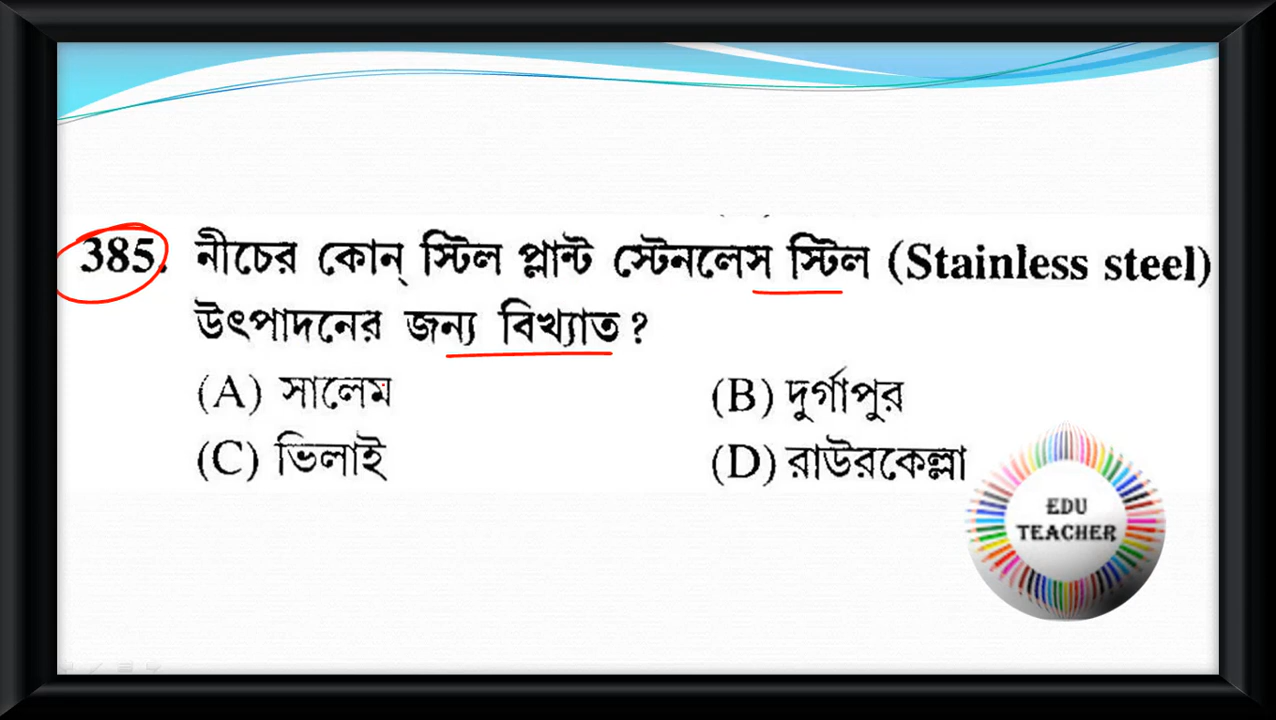 385. নীচের কোন্ স্টিল প্লান্ট স্টেনলেস স্টিল (Stainless steel)
উৎপাদনের জন্য বিখ্যাত ?
(A) সালেম
(B) দুর্গাপুর
(C) ভিলাই
(D) রাউরকেল্লা
EDU
TEACHER